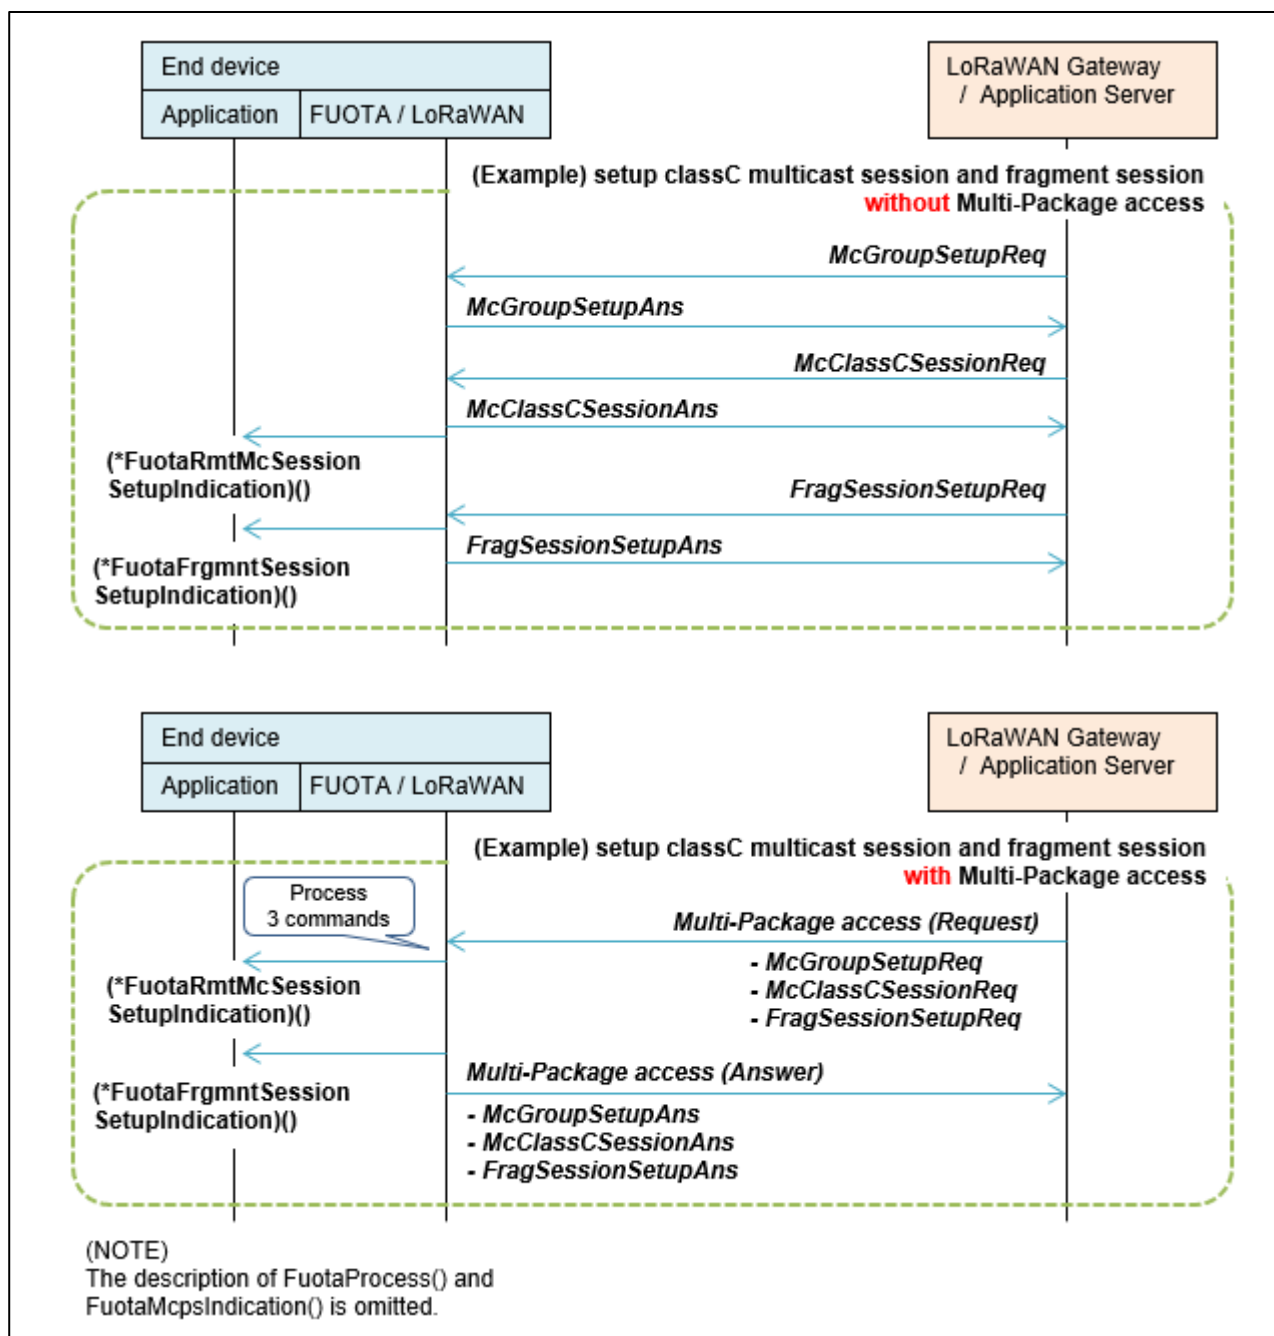 End device
Application
FUOTA / LoRaWAN
LoRaWAN Gateway
/ Application Server
(Example) setup classC multicast session and fragment session
without Multi-Package access
McGroupSetupReq
McGroupSetupAns
McClassCSessionReq
McClassCSessionAns
(*FuotaRmtMcSession
SetupIndication)()
FragSessionSetupReq
FragSessionSetupAns
(*FuotaFrgmntSession
SetupIndication)()
End device
Application
FUOTA / LoRaWAN
LoRaWAN Gateway
/ Application Server
(Example) setup classC multicast session and fragment session
with Multi-Package access
Process
3 commands
Multi-Package access (Request)
- McGroupSetupReq
- McClassCSessionReq
- FragSessionSetupReq
(*FuotaRmtMcSession
SetupIndication)()
Multi-Package access (Answer)
- McGroupSetupAns
- McClassCSessionAns
- FragSessionSetupAns
(*FuotaFrgmntSession
SetupIndication)()
(NOTE)
The description of FuotaProcess() and
FuotaMcpsIndication() is omitted.